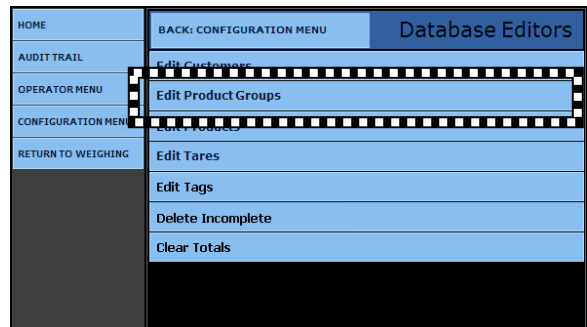 HOME
BACK: CONFIGURATION MENU
Database Editors
AUDIT TRAIL
OPERATOR MENU
CONFIGURATION MENU
RETURN TO WEIGHING
Edit Customers
Edit Product Groups
Edit Products
Edit Tares
Edit Tags
Delete Incomplete
Clear Totals